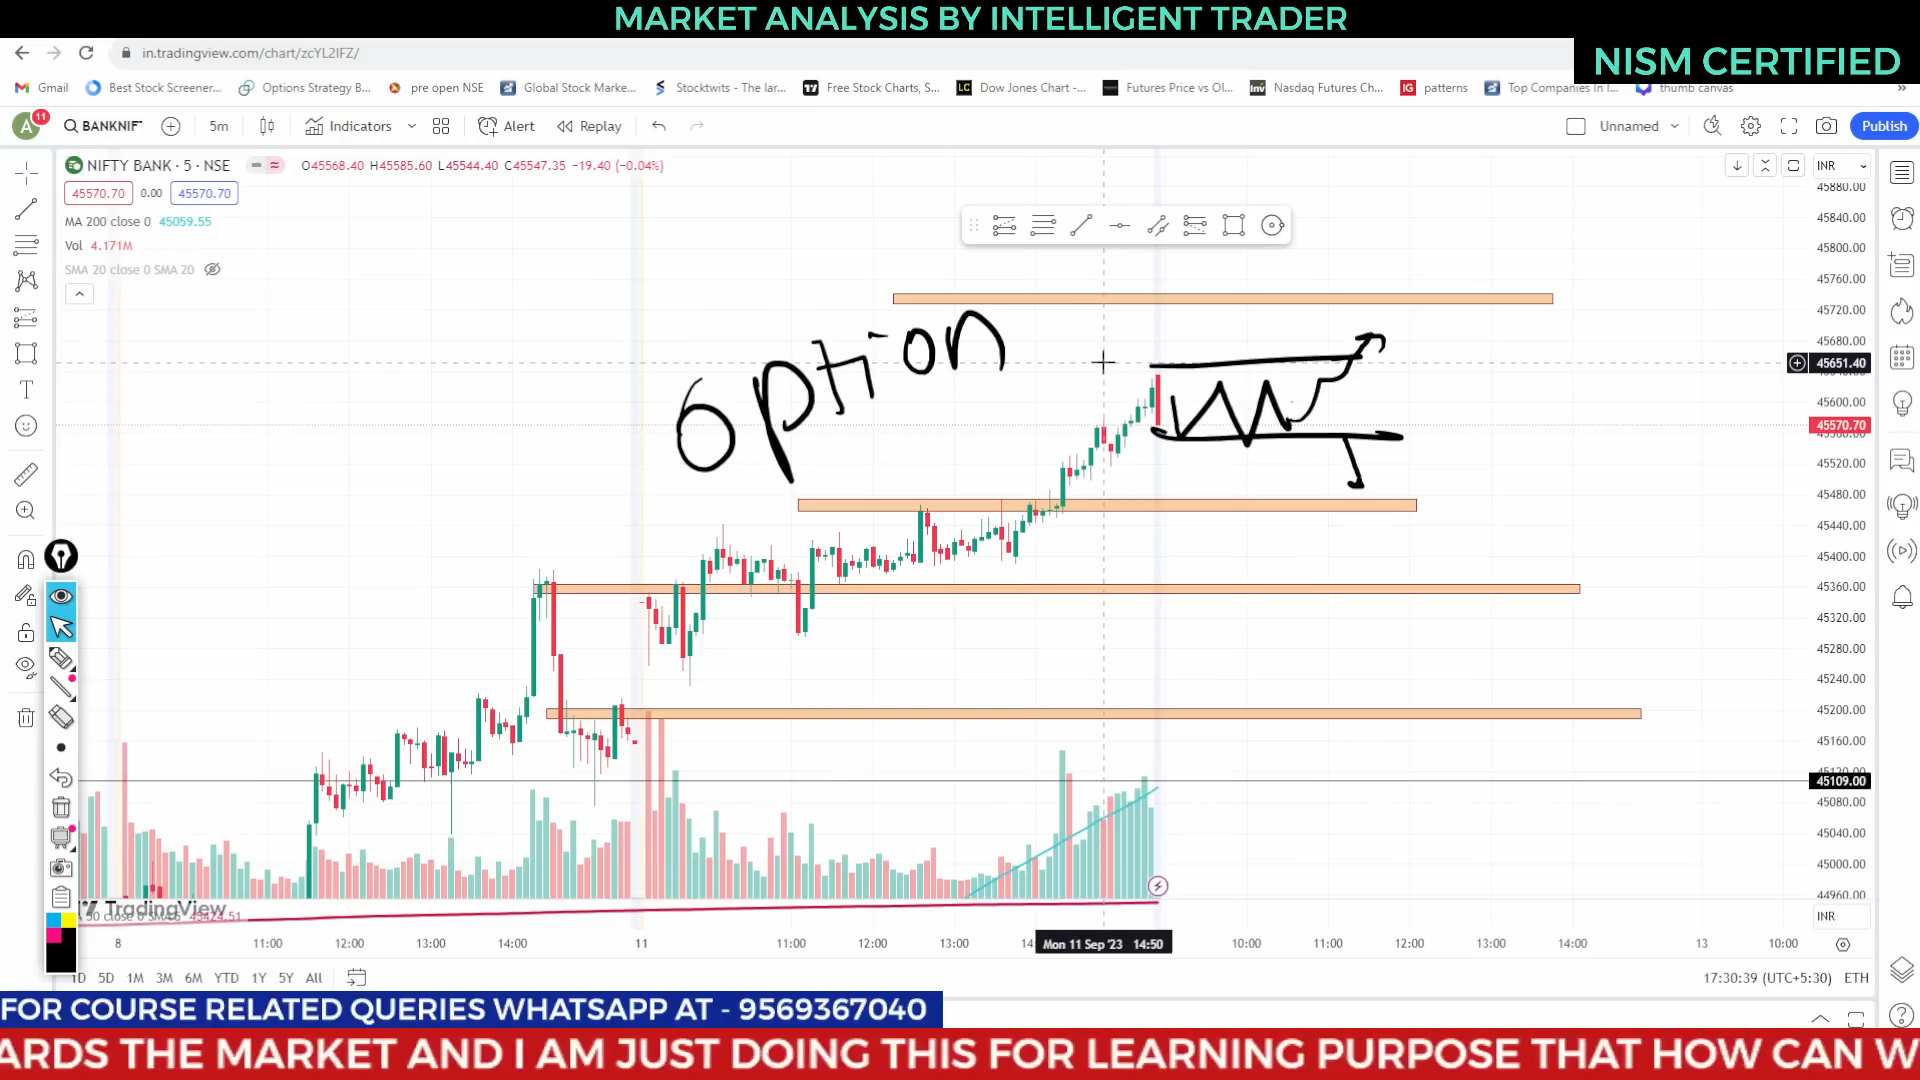 MARKET ANALYSIS BY INTELLIGENT TRADER
NISM CERTIFIED
in.tradingview.com/chart/zcYL2IFZ/
Gmail Best Stock Screener... Options Strategy B... pre open NSE Global Stock Marke... Stocktwits - The lar... Free Stock Charts, S... Dow Jones Chart -... Futures Price vs Ol... Nasdaq Futures Ch... patterns Top Companies In I... thumb canvas
A 11 BANKNIF 5m Indicators Alert Replay Unnamed Publish
NIFTY BANK · 5 · NSE O45568.40 H45585.60 L45544.40 C45547.35 −19.40 (−0.04%) INR
45570.70 0.00 45570.70
MA 200 close 0 45059.55
Vol 4.171M
SMA 20 close 0 SMA 20
option
45880.00
45840.00
45800.00
45760.00
45720.00
45680.00
45651.40
45600.00
45570.70
45520.00
45480.00
45440.00
45400.00
45360.00
45320.00
45280.00
45240.00
45200.00
45160.00
45109.00
45080.00
45040.00
45000.00
44960.00
TradingView
50 close 0
INR
8 11:00 12:00 13:00 14:00 11 11:00 12:00 13:00 Mon 11 Sep '23 14:50 10:00 11:00 12:00 13:00 14:00 13 10:00
1D 5D 1M 3M 6M YTD 1Y 5Y All 17:30:39 (UTC+5:30) ETH
FOR COURSE RELATED QUERIES WHATSAPP AT - 9569367040
ARDS THE MARKET AND I AM JUST DOING THIS FOR LEARNING PURPOSE THAT HOW CAN W